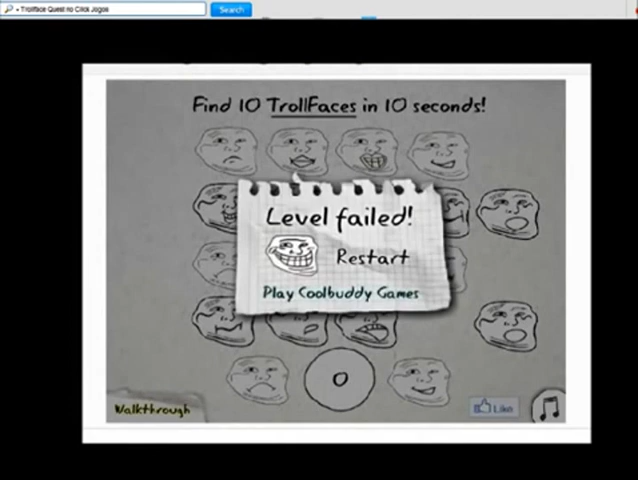 Trollface Quest no Click Jogos
Search
Find 10 TrollFaces in 10 seconds!
Level failed!
Restart
Play Coolbuddy Games
0
Walkthrough
Like